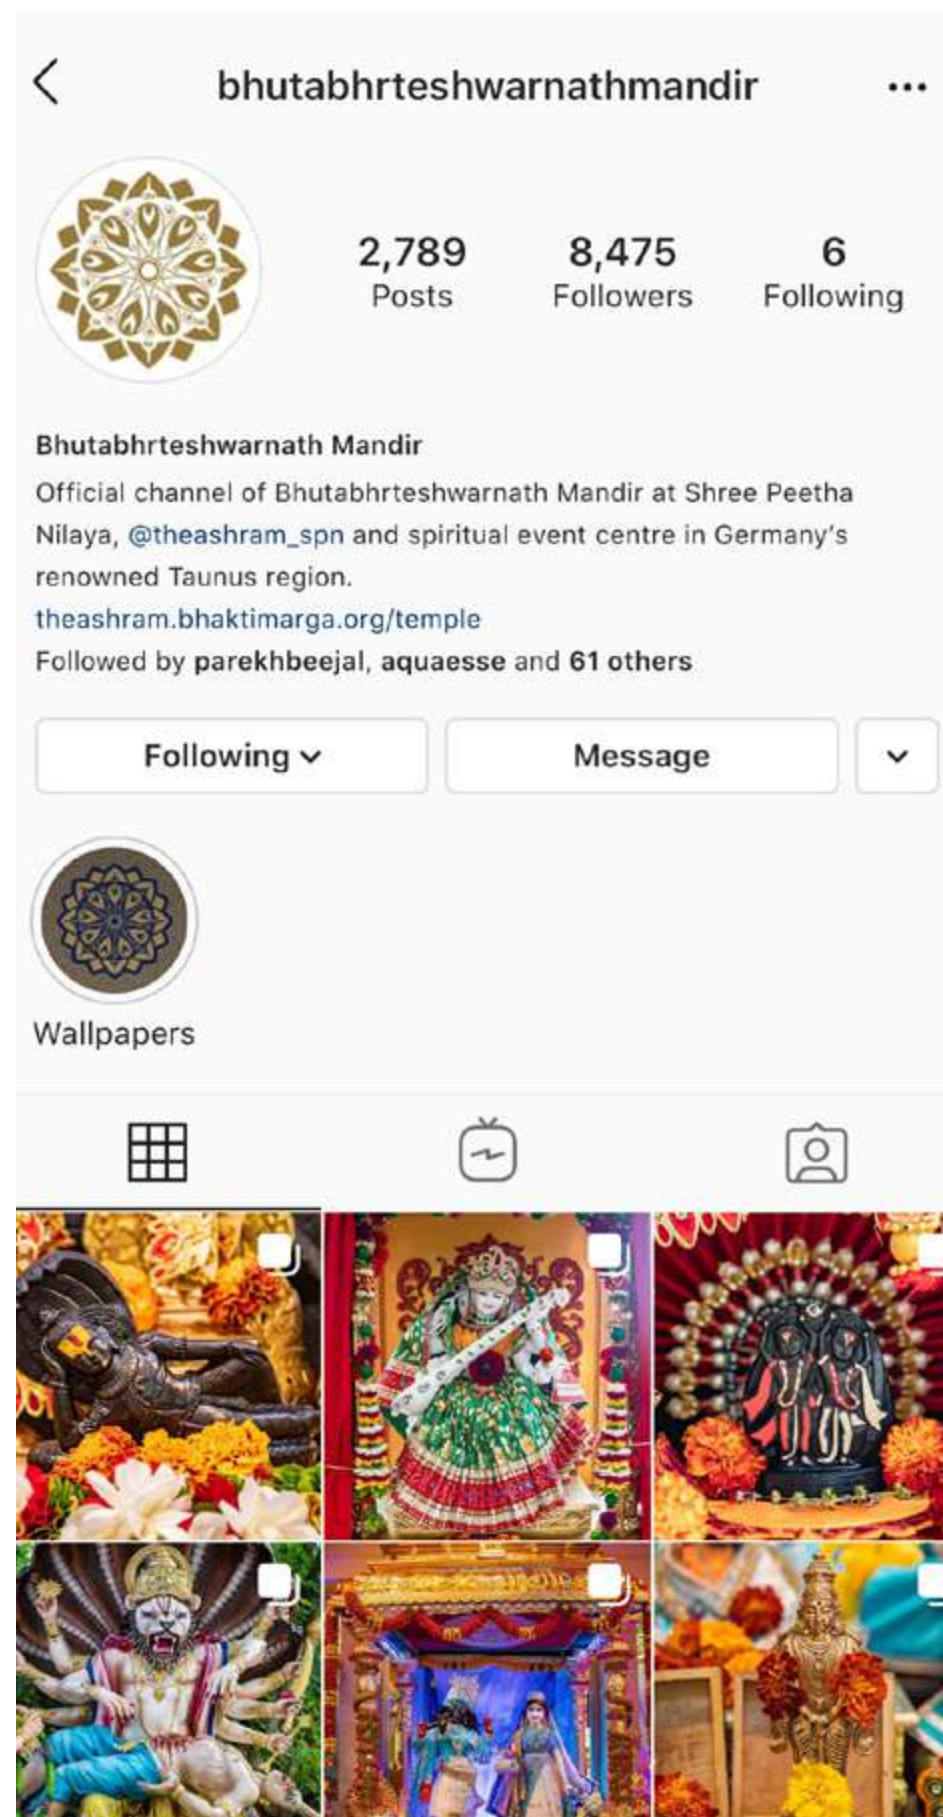 bhutabhrteshwarnathmandir
2,789 8,475 6
Posts Followers Following
Bhutabhrteshwarnath Mandir
Official channel of Bhutabhrteshwarnath Mandir at Shree Peetha
Nilaya, @theashram_spn and spiritual event centre in Germany's
renowned Taunus region.
theashram.bhaktimarga.org/temple
Followed by parekhbeejal, aquaesse and 61 others
Following Message
Wallpapers